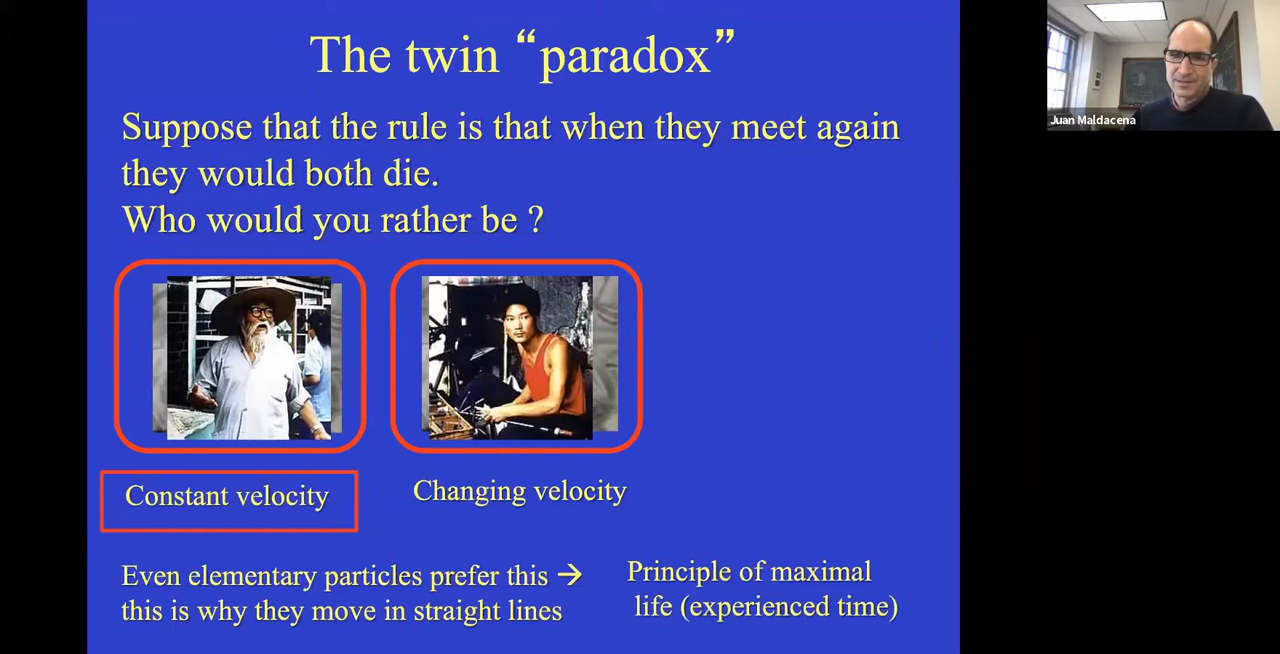 The twin “paradox”
Suppose that the rule is that when they meet again
they would both die.
Who would you rather be ?
Constant velocity
Changing velocity
Even elementary particles prefer this →
this is why they move in straight lines
Principle of maximal
life (experienced time)
Juan Maldacena